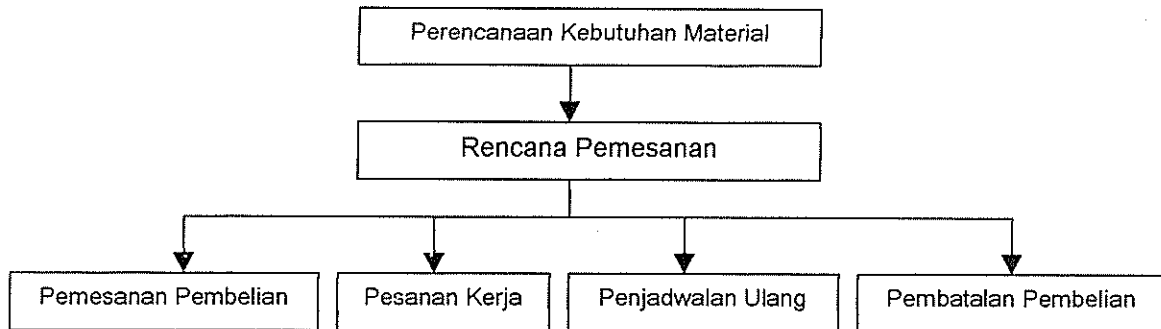 Perencanaan Kebutuhan Material
Rencana Pemesanan
Pemesanan Pembelian
Pesanan Kerja
Penjadwalan Ulang
Pembatalan Pembelian